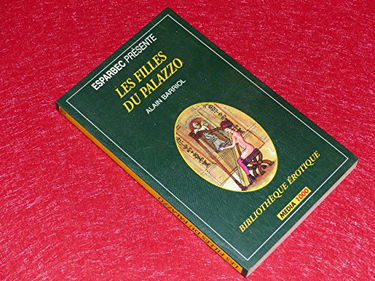 ESPARBEC PRÉSENTE
LES FILLES
DU PALAZZO
ALAIN BARRIOL
BIBLIOTHÈQUE ÉROTIQUE
MEDIA 1000